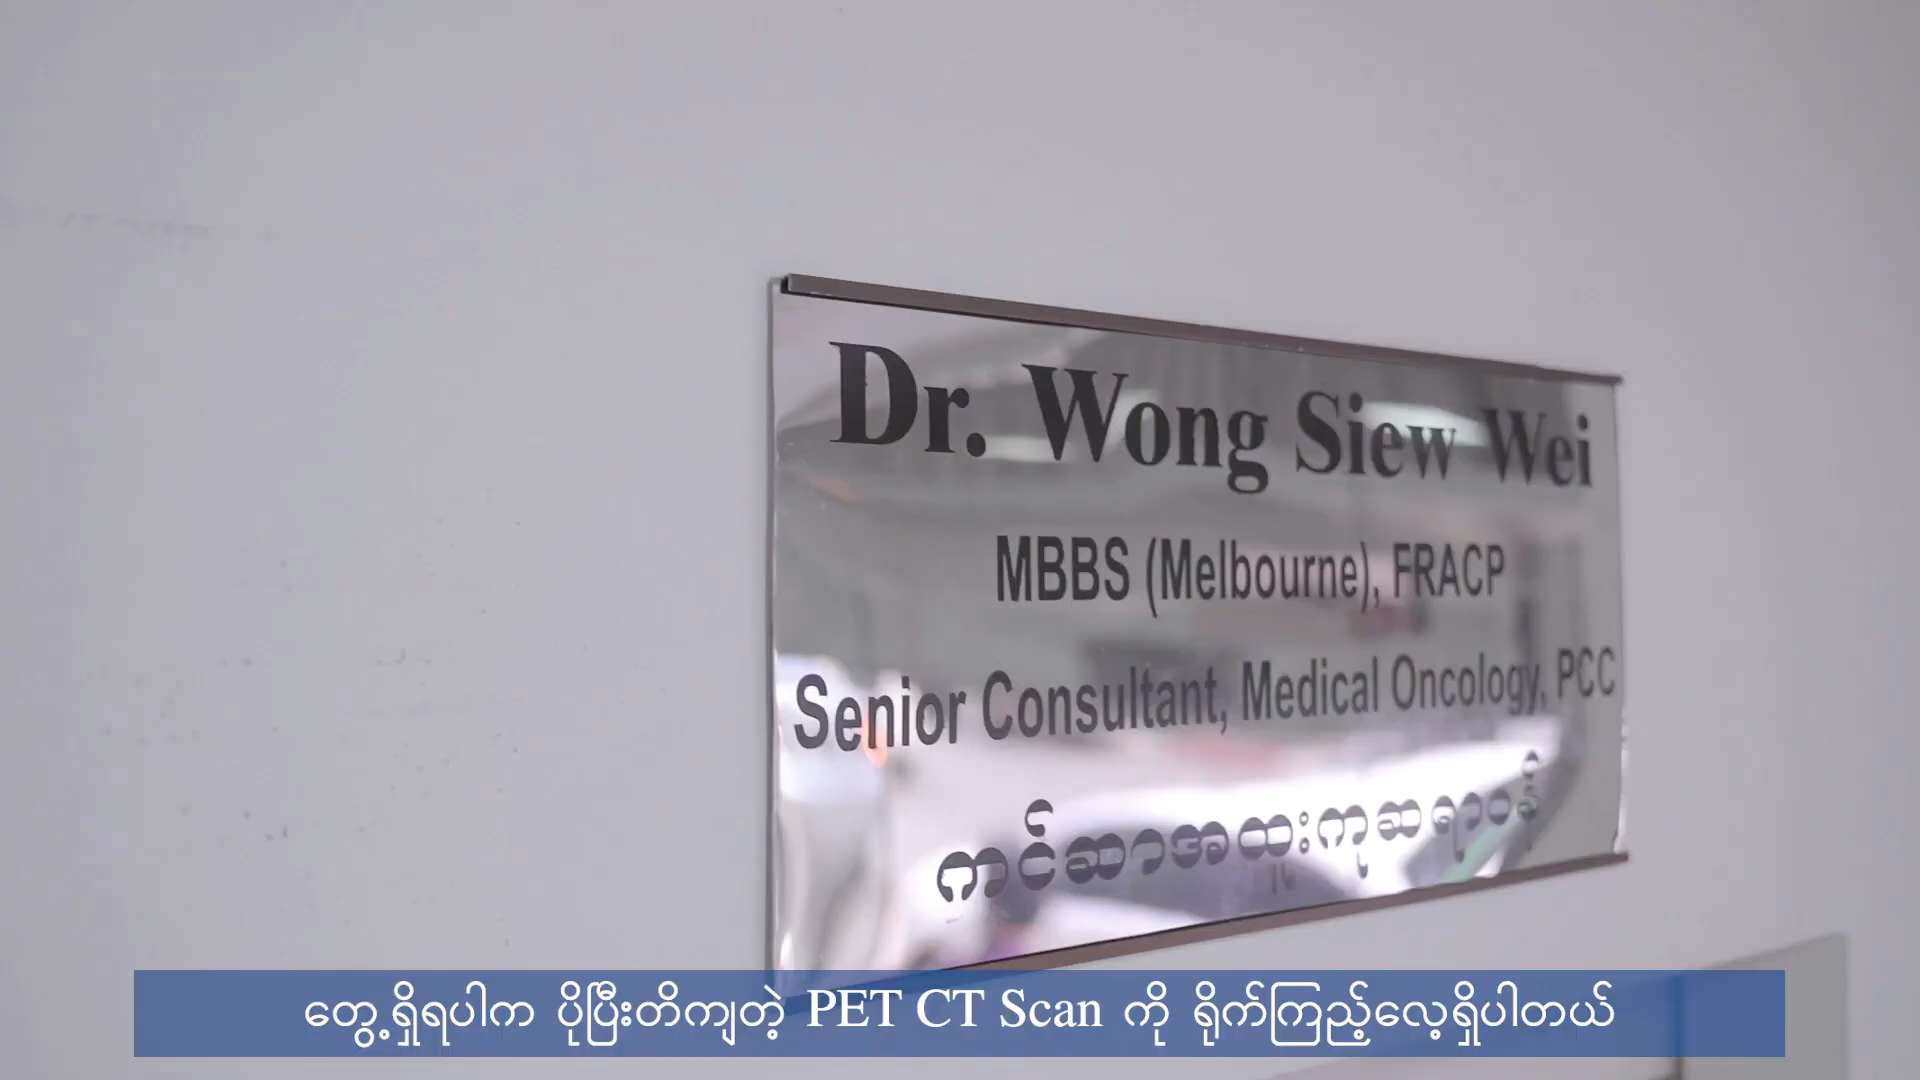 Dr. Wong Siew Wei
MBBS (Melbourne), FRACP
Senior Consultant, Medical Oncology, PCC
ကင်ဆာအထူးကုဆရာဝန်
တွေ့ရှိရပါက ပိုပြီးတိကျတဲ့ PET CT Scan ကို ရိုက်ကြည့်လေ့ရှိပါတယ်